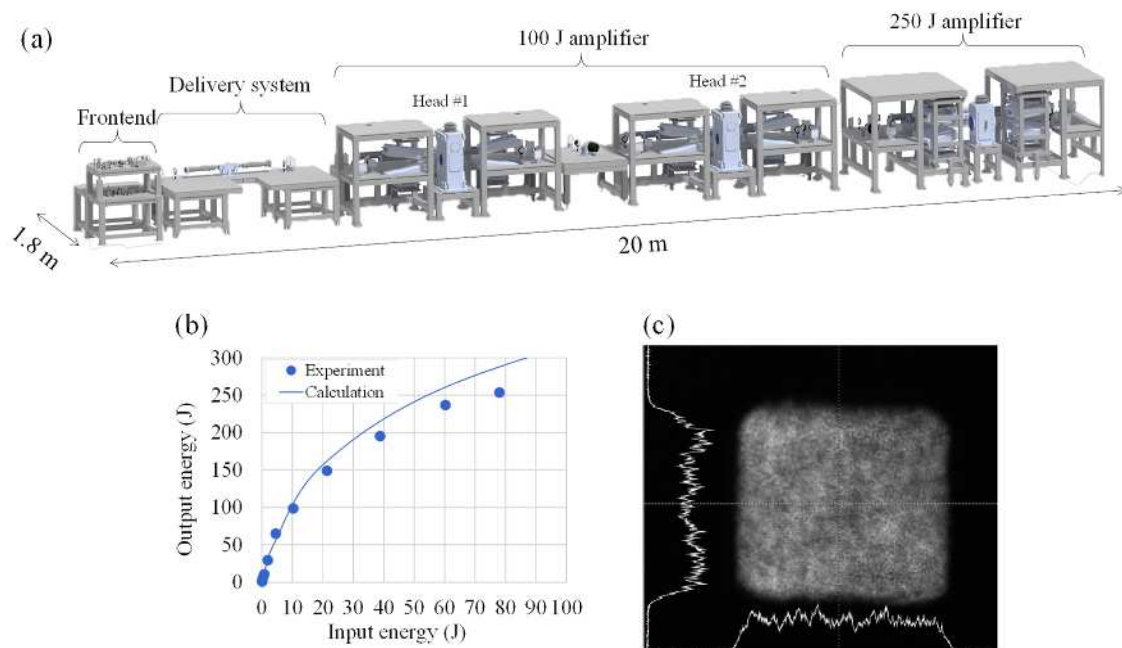 (a)
100 J amplifier
250 J amplifier
Delivery system
Head #1
Head #2
Frontend
1.8 m
20 m
(b)
300
250
200
150
100
50
0
Output energy (J)
Experiment
Calculation
0 10 20 30 40 50 60 70 80 90 100
Input energy (J)
(c)